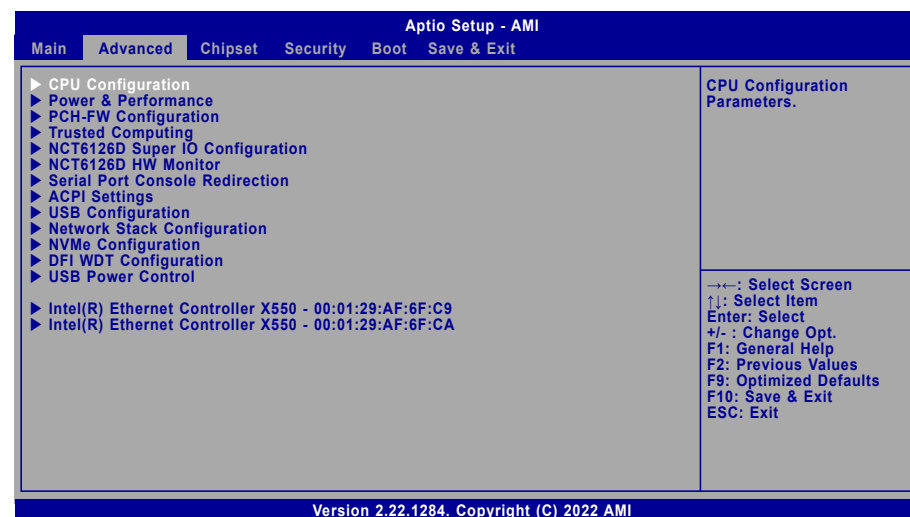 Aptio Setup - AMI
Main Advanced Chipset Security Boot Save & Exit
▶ CPU Configuration
▶ Power & Performance
▶ PCH-FW Configuration
▶ Trusted Computing
▶ NCT6126D Super IO Configuration
▶ NCT6126D HW Monitor
▶ Serial Port Console Redirection
▶ ACPI Settings
▶ USB Configuration
▶ Network Stack Configuration
▶ NVMe Configuration
▶ DFI WDT Configuration
▶ USB Power Control
▶ Intel(R) Ethernet Controller X550 - 00:01:29:AF:6F:C9
▶ Intel(R) Ethernet Controller X550 - 00:01:29:AF:6F:CA
CPU Configuration
Parameters.
→←: Select Screen
↑↓: Select Item
Enter: Select
+/- : Change Opt.
F1: General Help
F2: Previous Values
F9: Optimized Defaults
F10: Save & Exit
ESC: Exit
Version 2.22.1284. Copyright (C) 2022 AMI